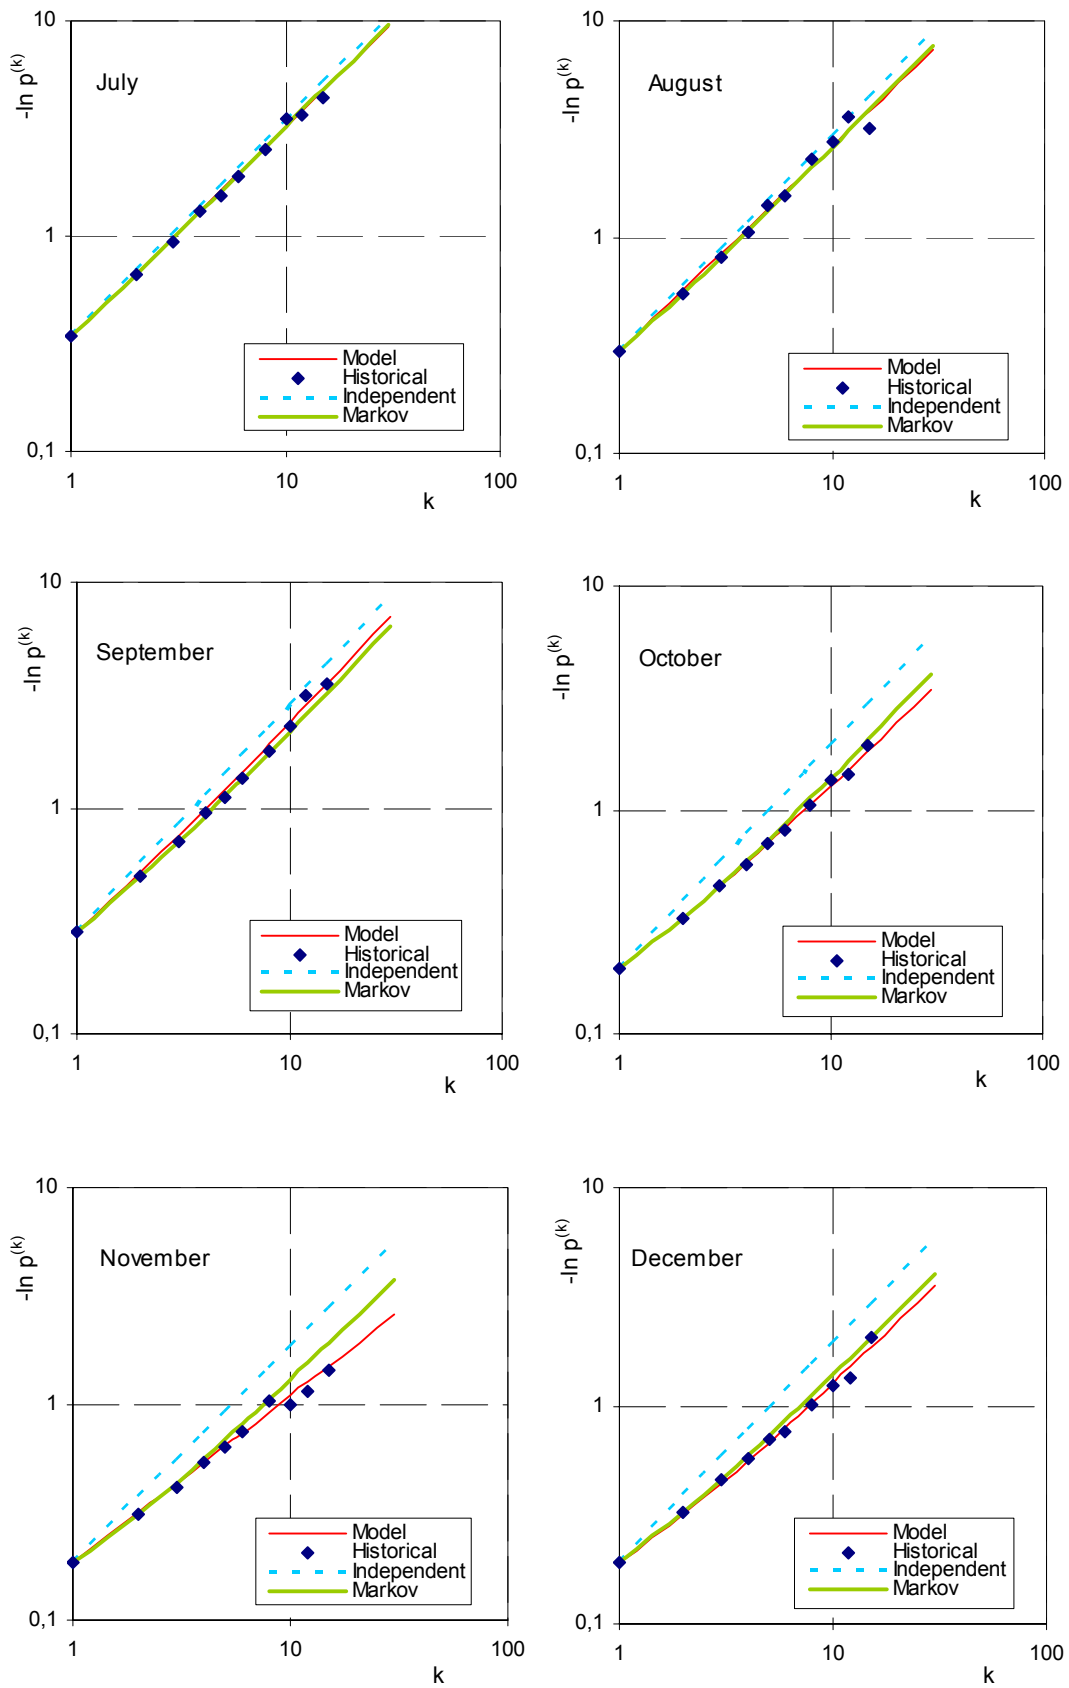 10
-ln p(k)
July
1
Model
Historical
Independent
Markov
0,1
1
10
100
k
10
-ln p(k)
August
1
Model
Historical
Independent
Markov
0,1
1
10
100
k
10
-ln p(k)
September
1
Model
Historical
Independent
Markov
0,1
1
10
100
k
10
-ln p(k)
October
1
Model
Historical
Independent
Markov
0,1
1
10
100
k
10
-ln p(k)
November
1
Model
Historical
Independent
Markov
0,1
1
10
100
k
10
-ln p(k)
December
1
Model
Historical
Independent
Markov
0,1
1
10
100
k